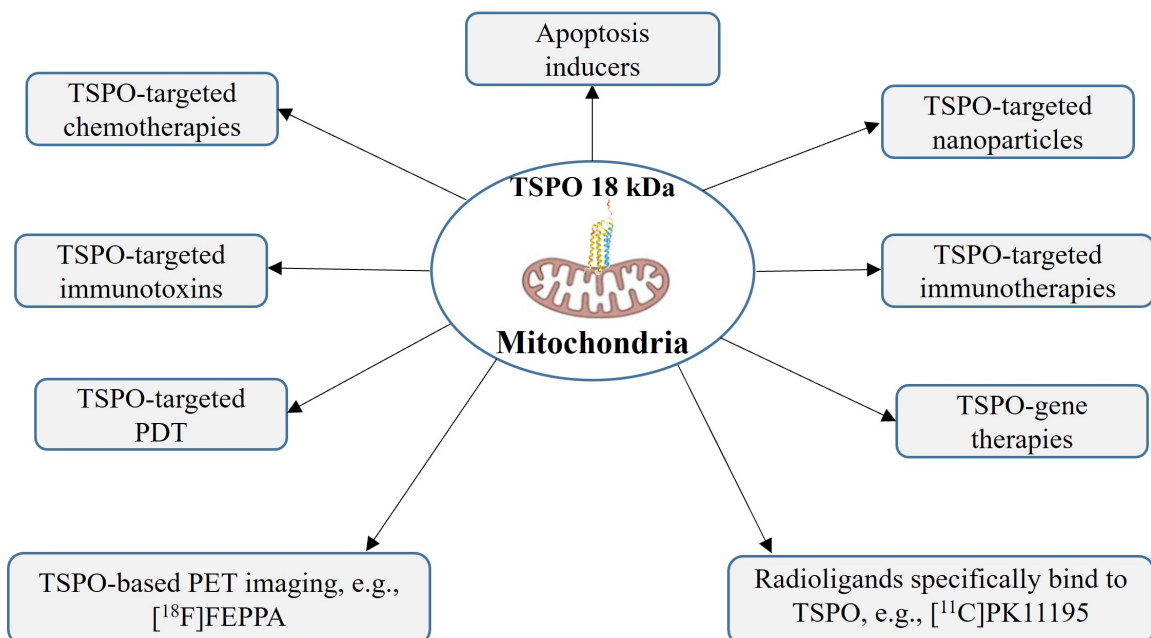 Apoptosis
inducers
TSPO-targeted
chemotherapies
TSPO-targeted
nanoparticles
TSPO 18 kDa
Mitochondria
TSPO-targeted
immunotoxins
TSPO-targeted
immunotherapies
TSPO-targeted
PDT
TSPO-gene
therapies
TSPO-based PET imaging, e.g.,
[¹⁸F]FEPPA
Radioligands specifically bind to
TSPO, e.g., [¹¹C]PK11195